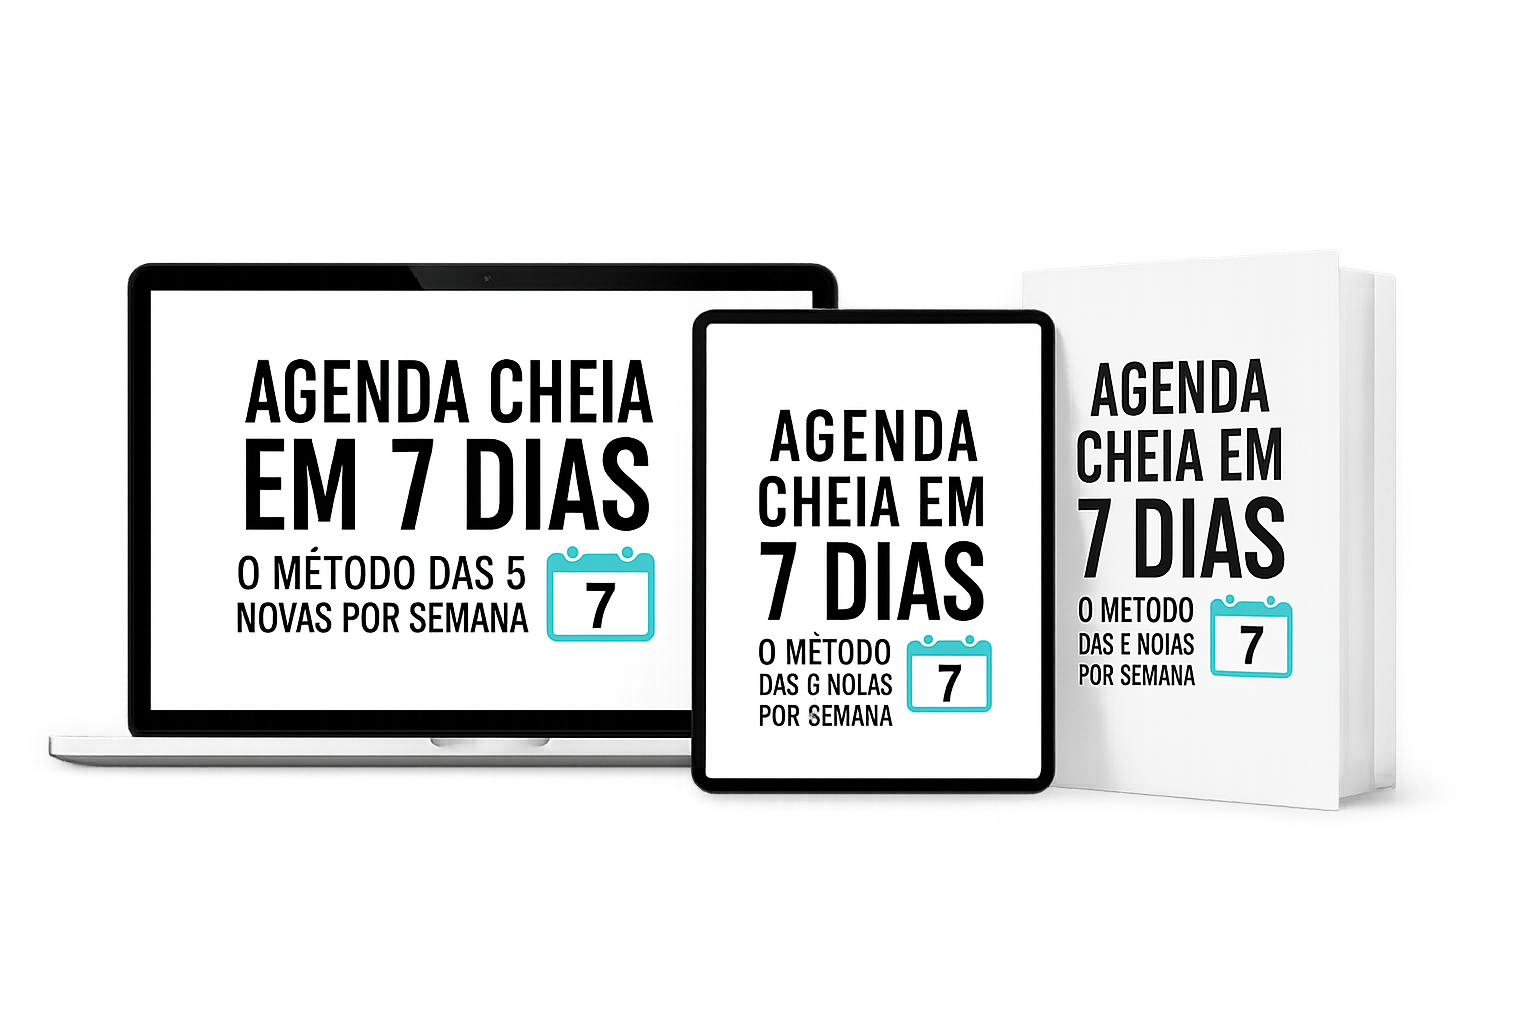 AGENDA CHEIA
EM 7 DIAS
O MÉTODO DAS 5
NOVAS POR SEMANA
7
AGENDA
CHEIA EM
7 DIAS
O MÈTODO
DAS G NOLAS
POR SEMANA
7
AGENDA
CHEIA EM
7 DIAS
O METODO
DAS E NOIAS
POR SEMANA
7